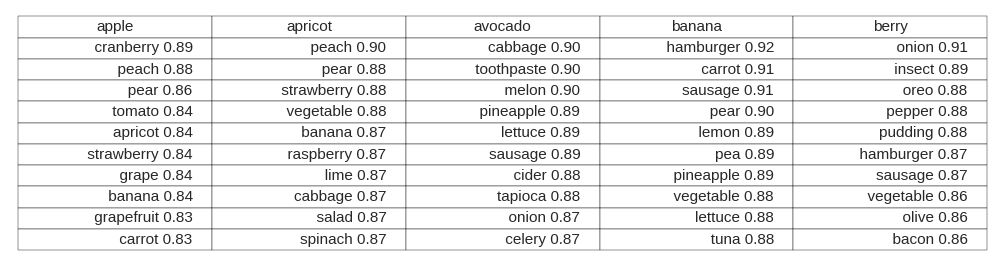 apple apricot avocado banana berry
cranberry 0.89 peach 0.90 cabbage 0.90 hamburger 0.92 onion 0.91
peach 0.88 pear 0.88 toothpaste 0.90 carrot 0.91 insect 0.89
pear 0.86 strawberry 0.88 melon 0.90 sausage 0.91 oreo 0.88
tomato 0.84 vegetable 0.88 pineapple 0.89 pear 0.90 pepper 0.88
apricot 0.84 banana 0.87 lettuce 0.89 lemon 0.89 pudding 0.88
strawberry 0.84 raspberry 0.87 sausage 0.89 pea 0.89 hamburger 0.87
grape 0.84 lime 0.87 cider 0.88 pineapple 0.89 sausage 0.87
banana 0.84 cabbage 0.87 tapioca 0.88 vegetable 0.88 vegetable 0.86
grapefruit 0.83 salad 0.87 onion 0.87 lettuce 0.88 olive 0.86
carrot 0.83 spinach 0.87 celery 0.87 tuna 0.88 bacon 0.86